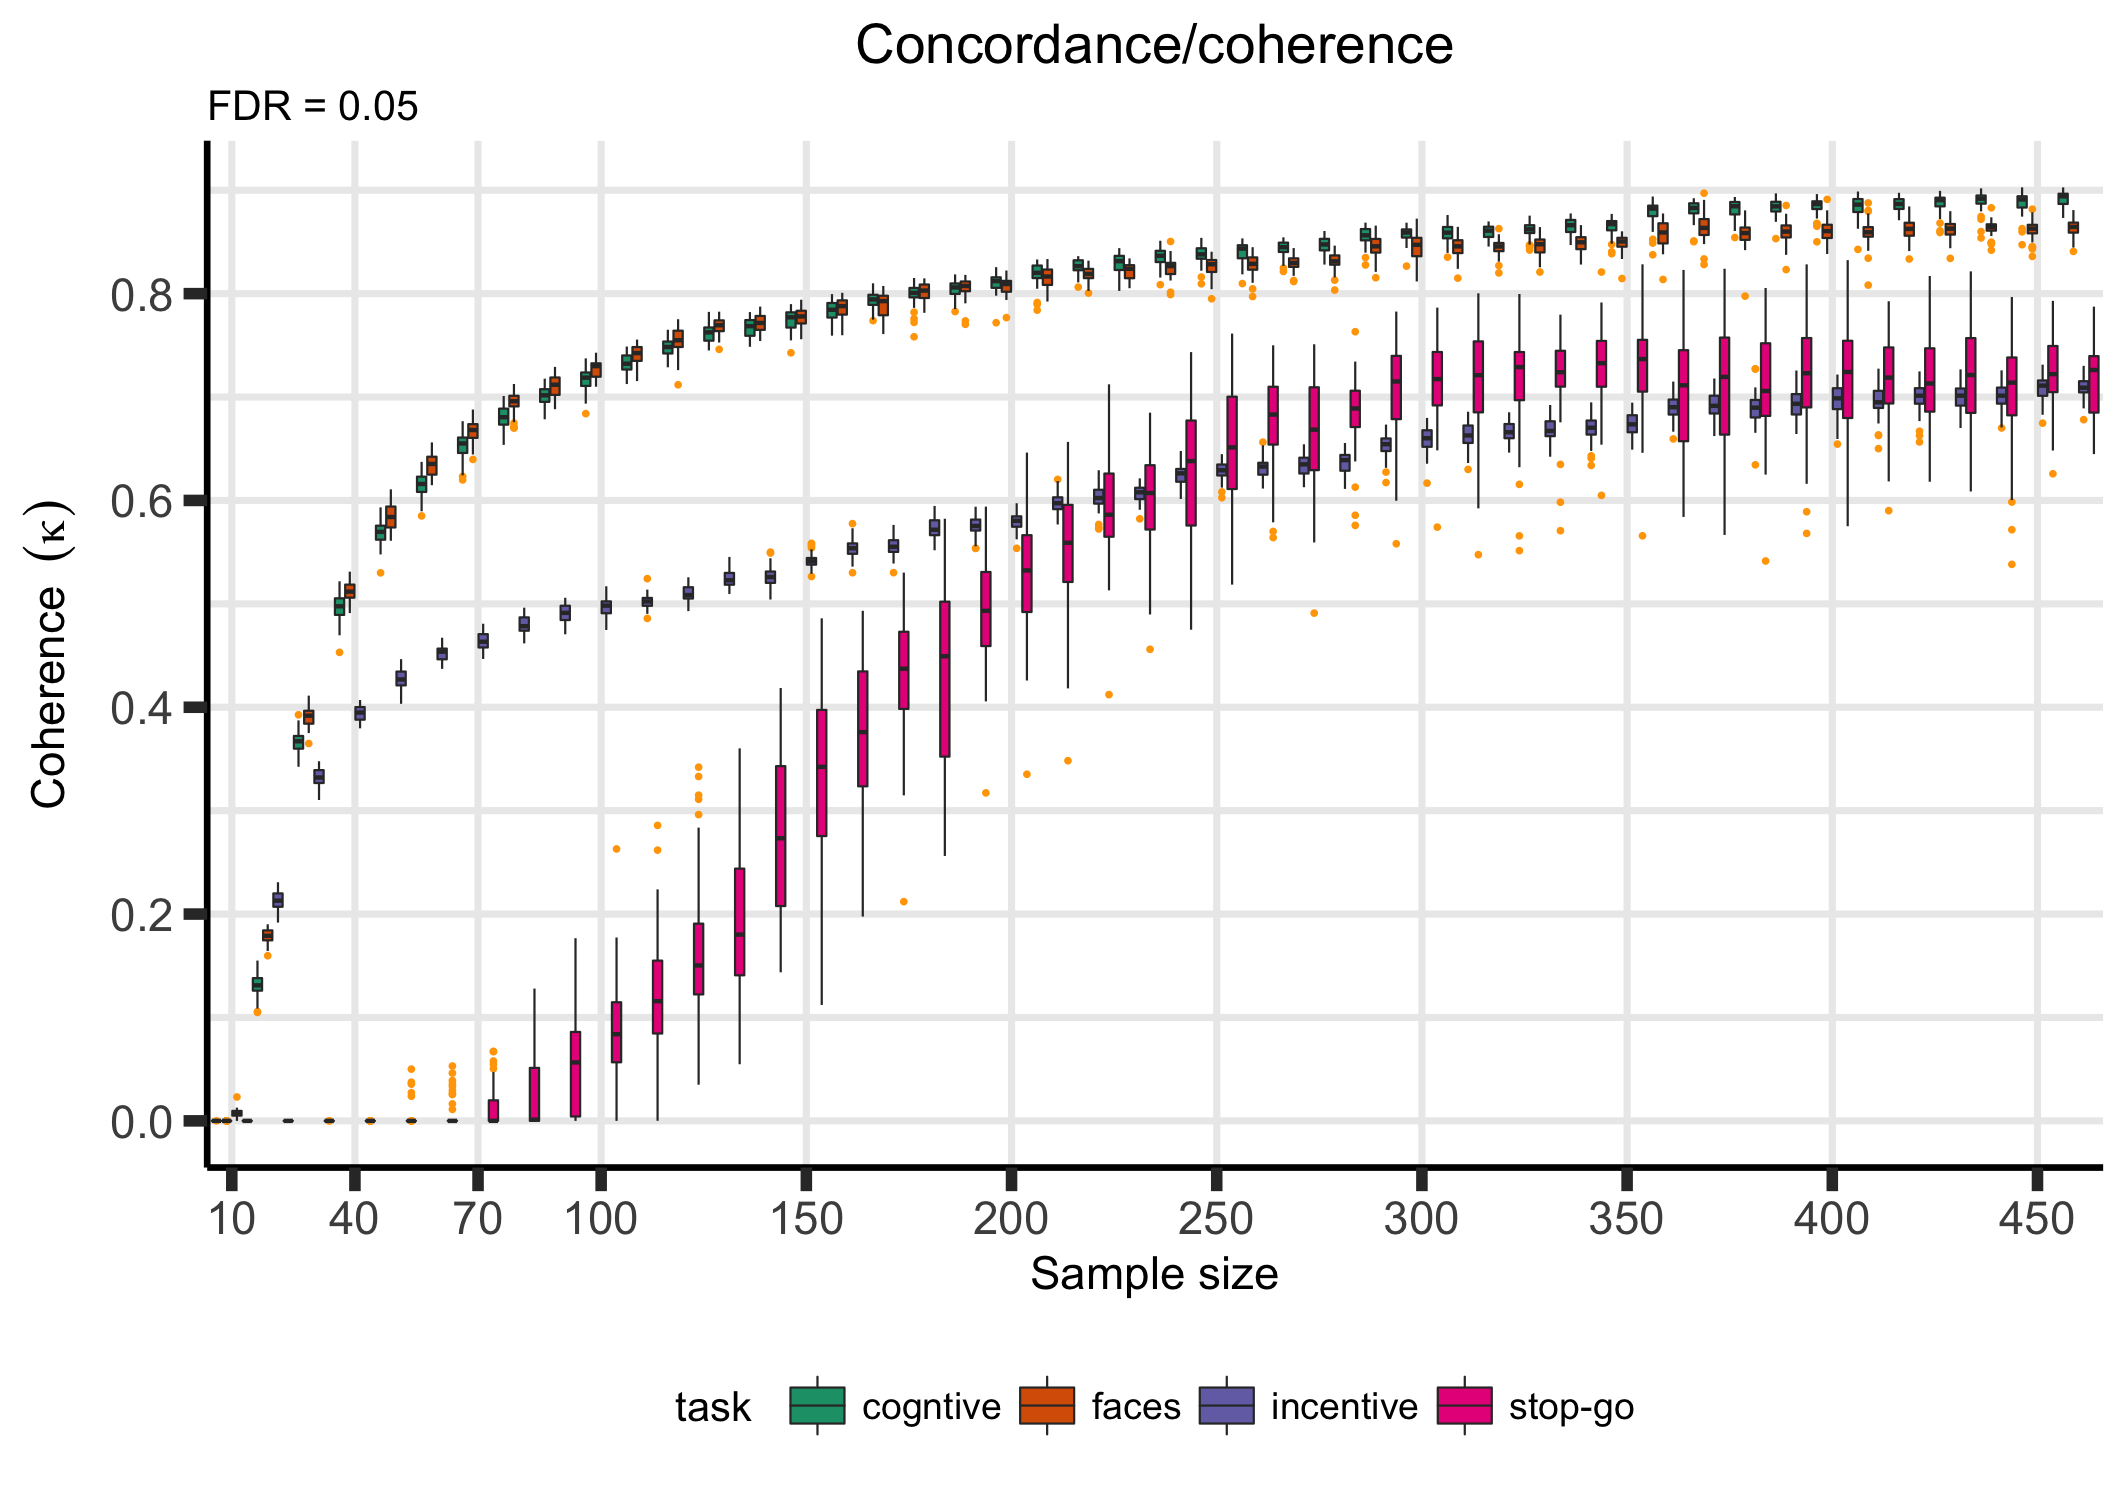 Concordance/coherence
FDR = 0.05
Coherence (κ)
0.8
0.6
0.4
0.2
0.0
10 40 70 100 150 200 250 300 350 400 450
Sample size
task cogntive faces incentive stop-go